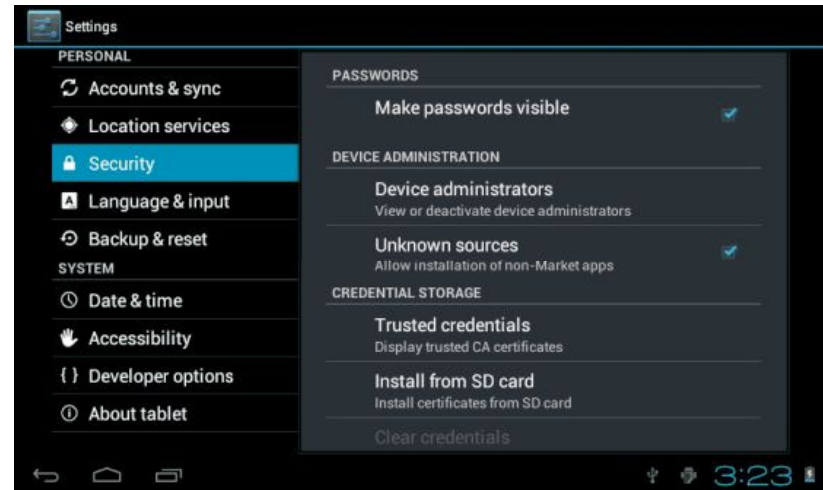 Settings
PERSONAL
Accounts & sync
Location services
Security
Language & input
Backup & reset
SYSTEM
Date & time
Accessibility
{ } Developer options
About tablet
PASSWORDS
Make passwords visible
DEVICE ADMINISTRATION
Device administrators
View or deactivate device administrators
Unknown sources
Allow installation of non-Market apps
CREDENTIAL STORAGE
Trusted credentials
Display trusted CA certificates
Install from SD card
Install certificates from SD card
Clear credentials
3:23